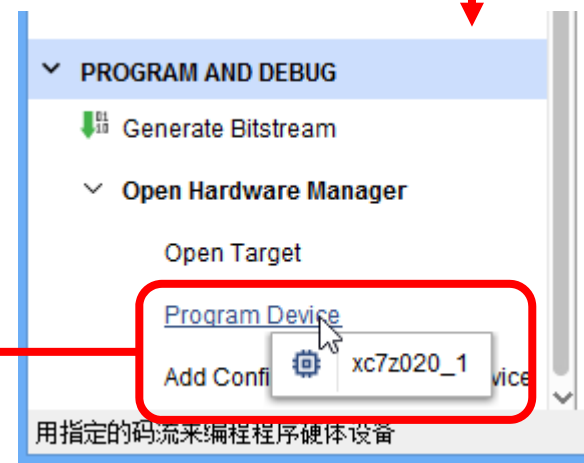 PROGRAM AND DEBUG
Generate Bitstream
Open Hardware Manager
Open Target
Program Device
xc7z020_1
Add Confi vice
用指定的码流来编程程序硬体设备